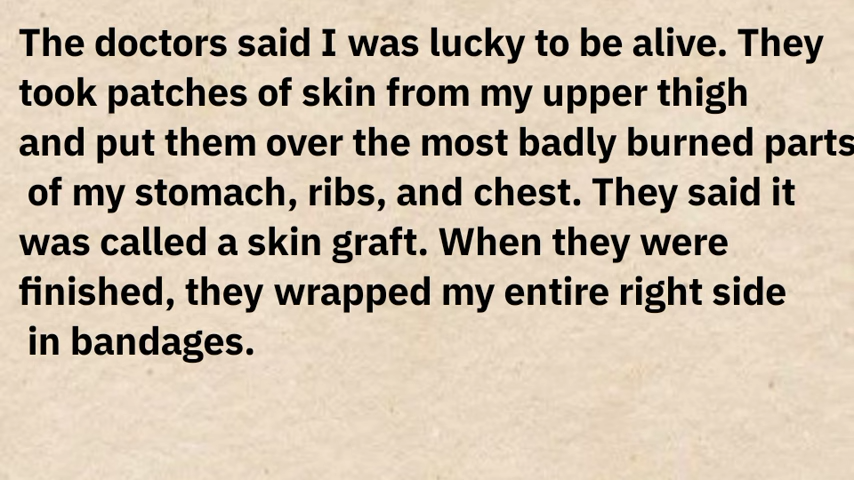 The doctors said I was lucky to be alive. They
took patches of skin from my upper thigh
and put them over the most badly burned parts
of my stomach, ribs, and chest. They said it
was called a skin graft. When they were
finished, they wrapped my entire right side
in bandages.